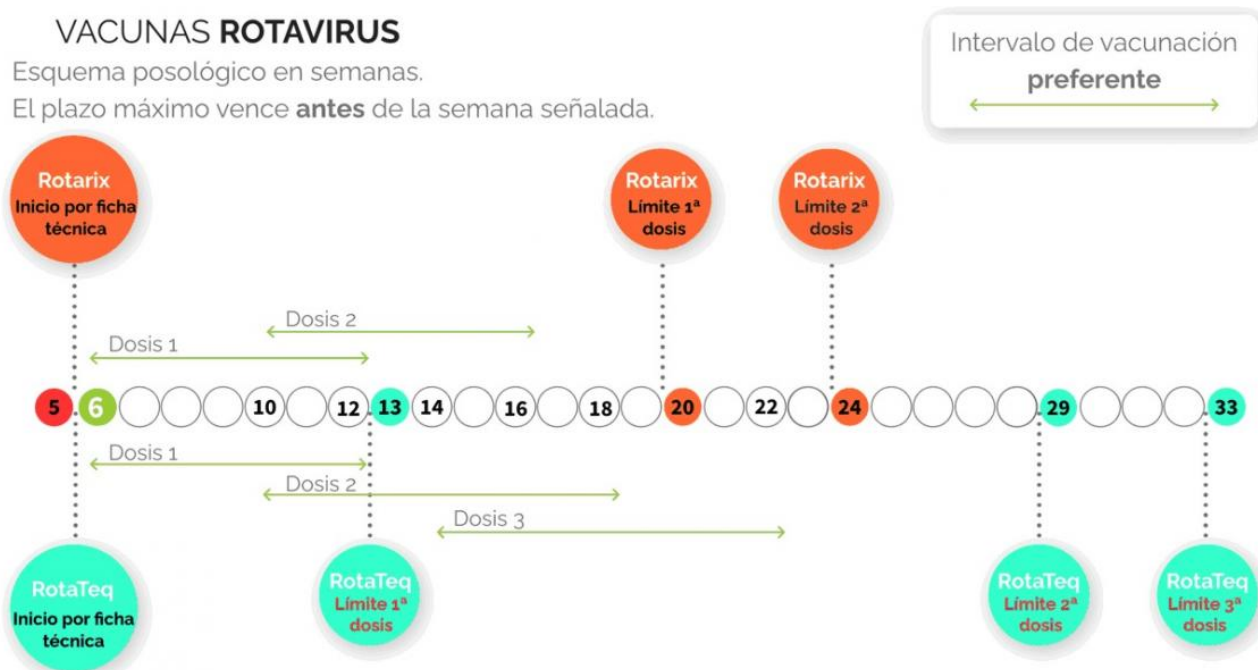 VACUNAS ROTAVIRUS
Esquema posológico en semanas.
El plazo máximo vence antes de la semana señalada.
Intervalo de vacunación
preferente
Rotarix
Inicio por ficha
técnica
Rotarix
Límite 1ª
dosis
Rotarix
Límite 2ª
dosis
Dosis 2
Dosis 1
5 6 10 12 13 14 16 18 20 22 24 29 33
Dosis 1
Dosis 2
Dosis 3
RotaTeq
Inicio por ficha
técnica
RotaTeq
Límite 1ª
dosis
RotaTeq
Límite 2ª
dosis
RotaTeq
Límite 3ª
dosis